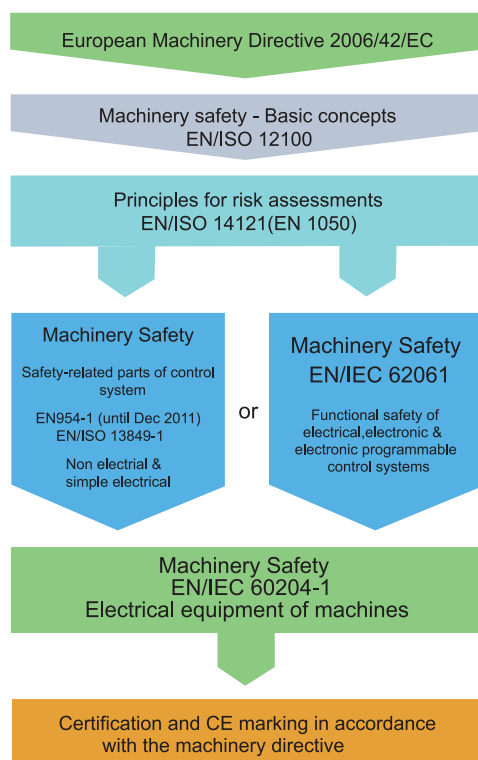 European Machinery Directive 2006/42/EC
Machinery safety - Basic concepts
EN/ISO 12100
Principles for risk assessments
EN/ISO 14121(EN 1050)
Machinery Safety
Safety-related parts of control
system
EN954-1 (until Dec 2011)
EN/ISO 13849-1
Non electrial &
simple electrical
or
Machinery Safety
EN/IEC 62061
Functional safety of
electrical,electronic &
electronic programmable
control systems
Machinery Safety
EN/IEC 60204-1
Electrical equipment of machines
Certification and CE marking in accordance
with the machinery directive